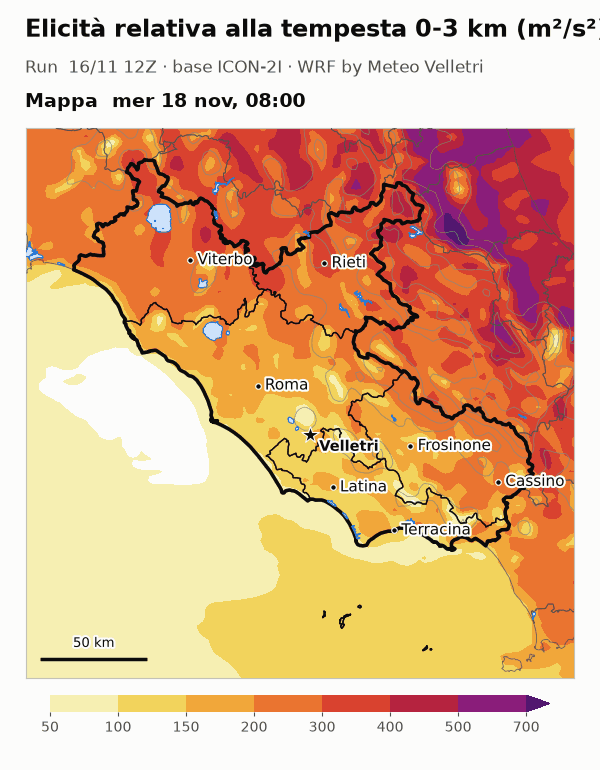 Elicità relativa alla tempesta 0-3 km (m²/s²)
Run 16/11 12Z · base ICON-2I · WRF by Meteo Velletri
Mappa mer 18 nov, 08:00
Viterbo
Rieti
Roma
Velletri
Frosinone
Latina
Cassino
Terracina
50 km
50 100 150 200 300 400 500 700